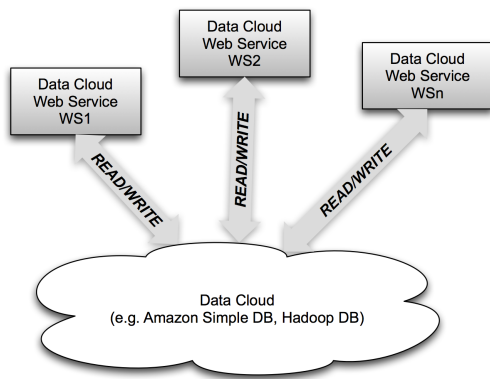 Data Cloud
Web Service
WS1
Data Cloud
Web Service
WS2
Data Cloud
Web Service
WSn
READ/WRITE
READ/WRITE
READ/WRITE
Data Cloud
(e.g. Amazon Simple DB, Hadoop DB)